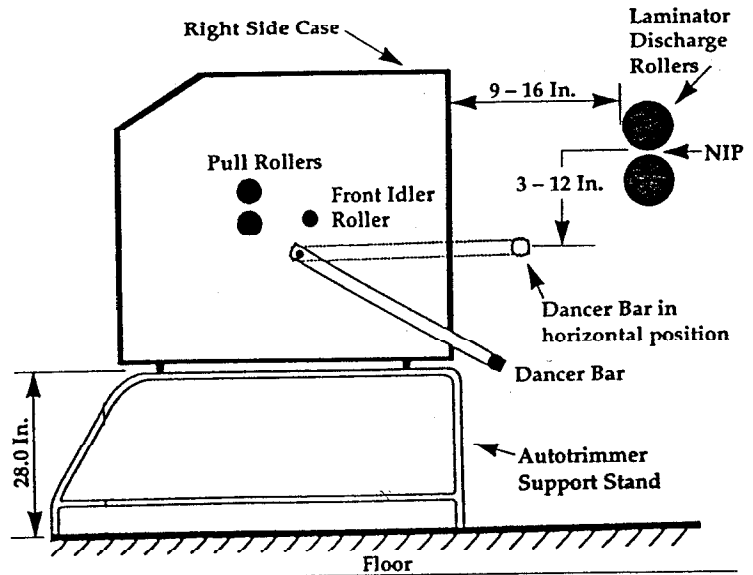 Right Side Case
Laminator
Discharge
Rollers
9 – 16 In.
NIP
Pull Rollers
3 – 12 In.
Front Idler
Roller
Dancer Bar in
horizontal position
Dancer Bar
28.0 In.
Autotrimmer
Support Stand
Floor